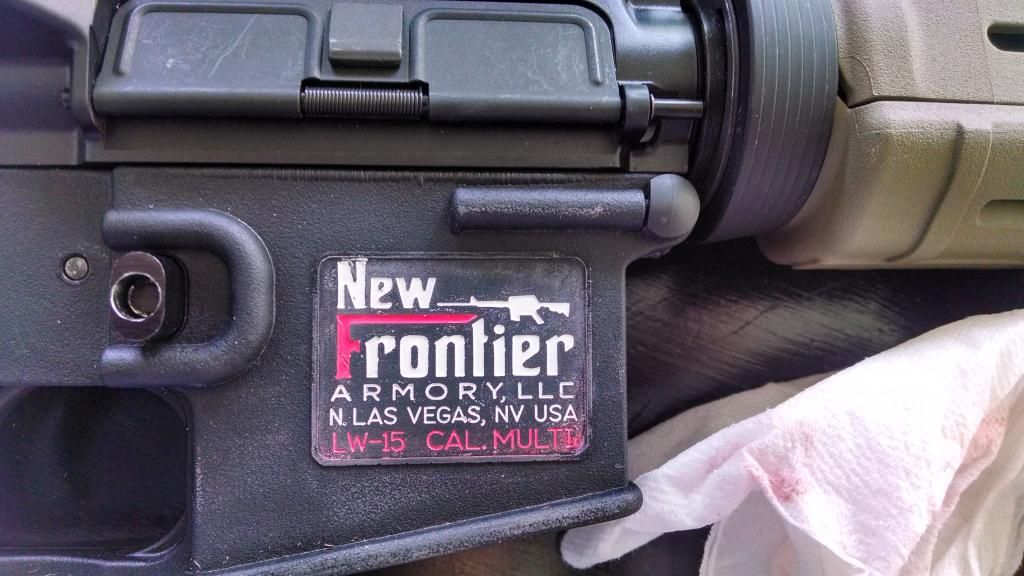 New
Frontier
ARMORY, LLC
N. LAS VEGAS, NV USA
LW-15 CAL. MULTI